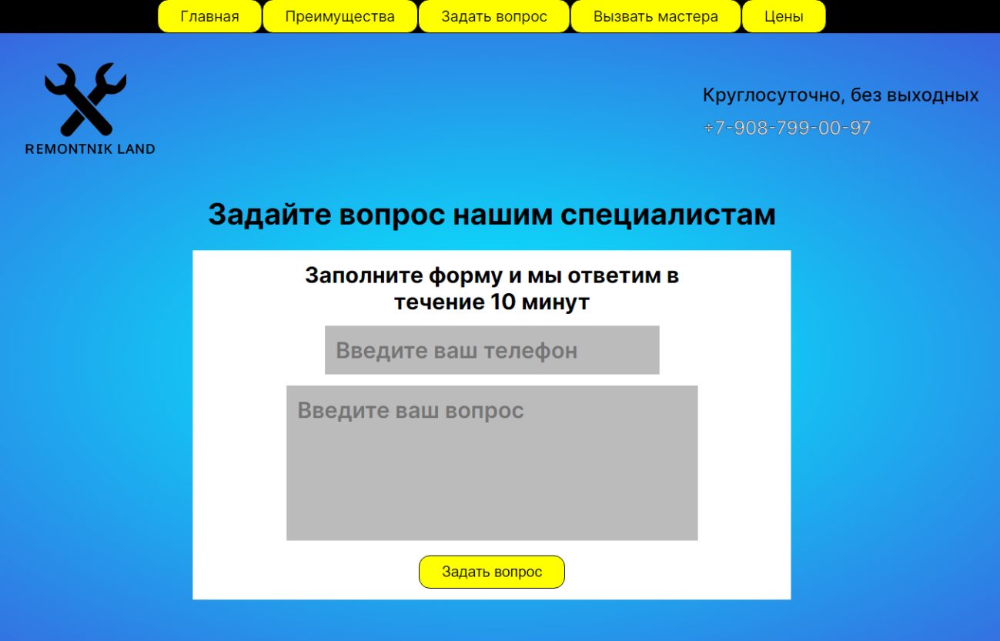 Главная
Преимущества
Задать вопрос
Вызвать мастера
Цены
REMONTNIK LAND
Круглосуточно, без выходных
+7-908-799-00-97
Задайте вопрос нашим специалистам
Заполните форму и мы ответим в
течение 10 минут
Введите ваш телефон
Введите ваш вопрос
Задать вопрос